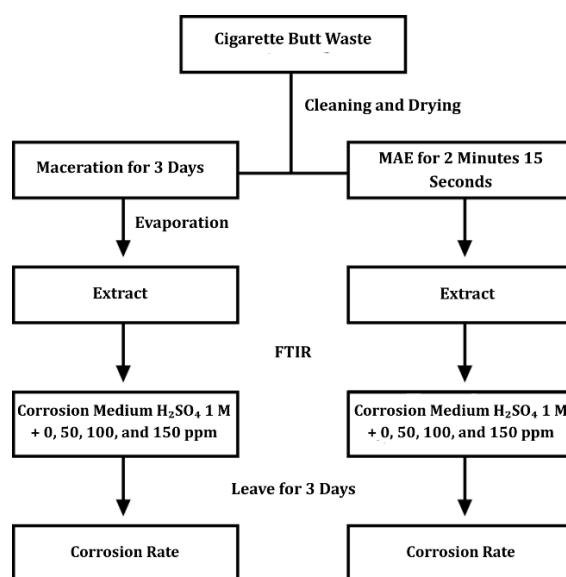 Cigarette Butt Waste
Cleaning and Drying
Maceration for 3 Days
MAE for 2 Minutes 15
Seconds
Evaporation
Extract
Extract
FTIR
Corrosion Medium H₂SO₄ 1 M
+ 0, 50, 100, and 150 ppm
Corrosion Medium H₂SO₄ 1 M
+ 0, 50, 100, and 150 ppm
Leave for 3 Days
Corrosion Rate
Corrosion Rate